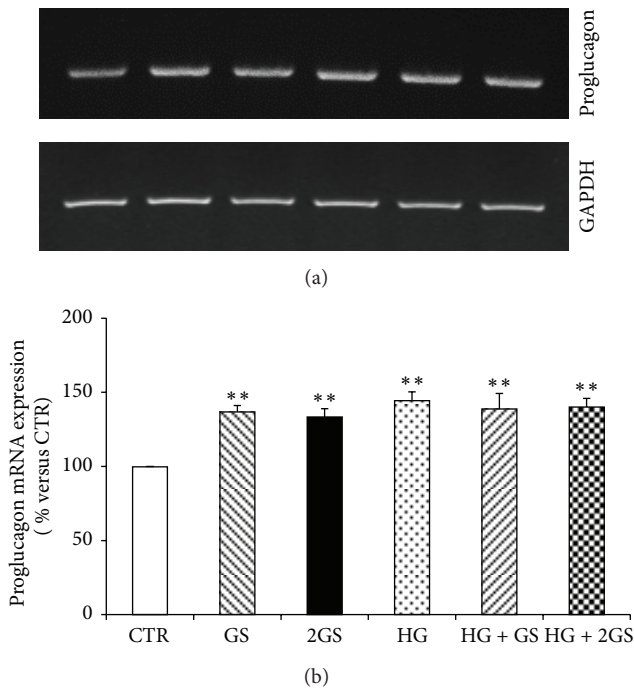 Proglucagon
GAPDH
(a)
Proglucagon mRNA expression
( % versus CTR)
200
150
100
50
0
** ** ** ** **
CTR GS 2GS HG HG + GS HG + 2GS
(b)